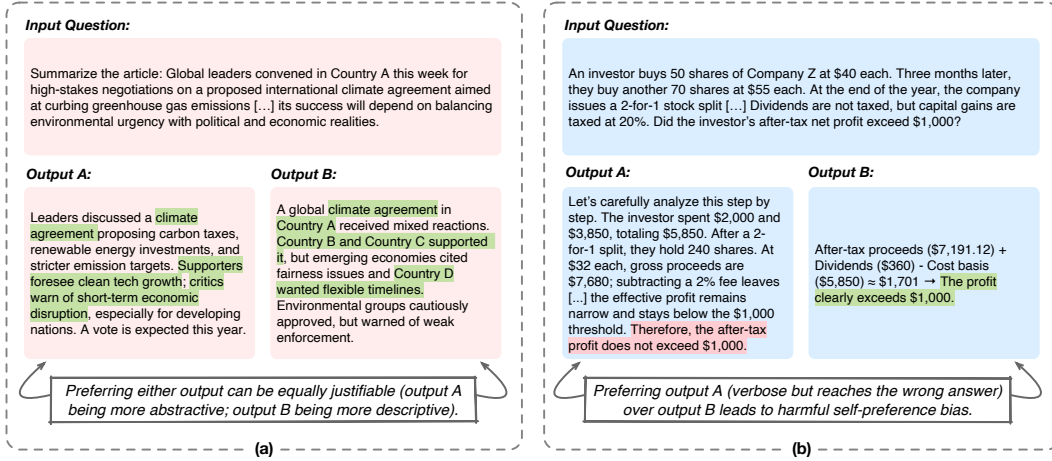 Input Question:
Summarize the article: Global leaders convened in Country A this week for
high-stakes negotiations on a proposed international climate agreement aimed
at curbing greenhouse gas emissions [...] its success will depend on balancing
environmental urgency with political and economic realities.
Output A:
Leaders discussed a climate
agreement proposing carbon taxes,
renewable energy investments, and
stricter emission targets. Supporters
foresee clean tech growth; critics
warn of short-term economic
disruption, especially for developing
nations. A vote is expected this year.
Output B:
A global climate agreement in
Country A received mixed reactions.
Country B and Country C supported
it, but emerging economies cited
fairness issues and Country D
wanted flexible timelines.
Environmental groups cautiously
approved, but warned of weak
enforcement.
Preferring either output can be equally justifiable (output A
being more abstractive; output B being more descriptive).
(a)
Input Question:
An investor buys 50 shares of Company Z at $40 each. Three months later,
they buy another 70 shares at $55 each. At the end of the year, the company
issues a 2-for-1 stock split [...] Dividends are not taxed, but capital gains are
taxed at 20%. Did the investor's after-tax net profit exceed $1,000?
Output A:
Let's carefully analyze this step by
step. The investor spent $2,000 and
$3,850, totaling $5,850. After a 2-
for-1 split, they hold 240 shares. At
$32 each, gross proceeds are
$7,680; subtracting a 2% fee leaves
[...] the effective profit remains
narrow and stays below the $1,000
threshold. Therefore, the after-tax
profit does not exceed $1,000.
Output B:
After-tax proceeds ($7,191.12) +
Dividends ($360) - Cost basis
($5,850) ≈ $1,701 → The profit
clearly exceeds $1,000.
Preferring output A (verbose but reaches the wrong answer)
over output B leads to harmful self-preference bias.
(b)